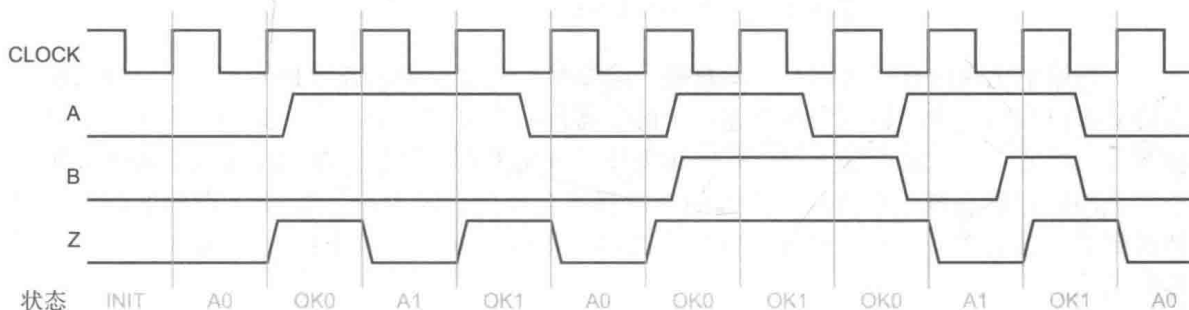 CLOCK
A
B
Z
状态 INIT A0 OK0 A1 OK1 A0 OK0 OK1 OK0 A1 OK1 A0